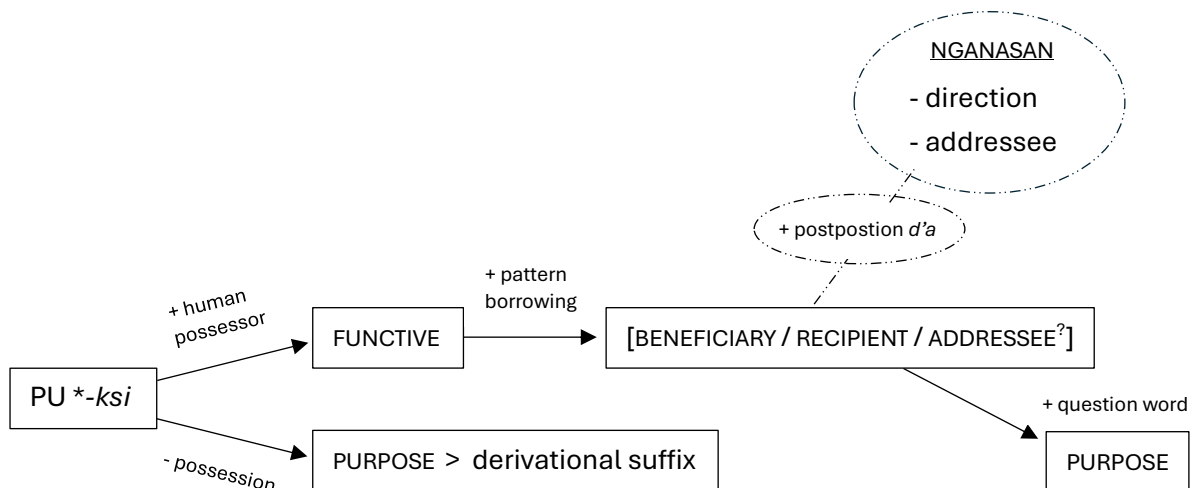 NGANASAN
- direction
- addressee
+ postpostion d'a
+ pattern
borrowing
+ human
possessor
FUNCTIVE
[BENEFICIARY / RECIPIENT / ADDRESSEE?]
PU *-ksi
+ question word
- possession
PURPOSE > derivational suffix
PURPOSE